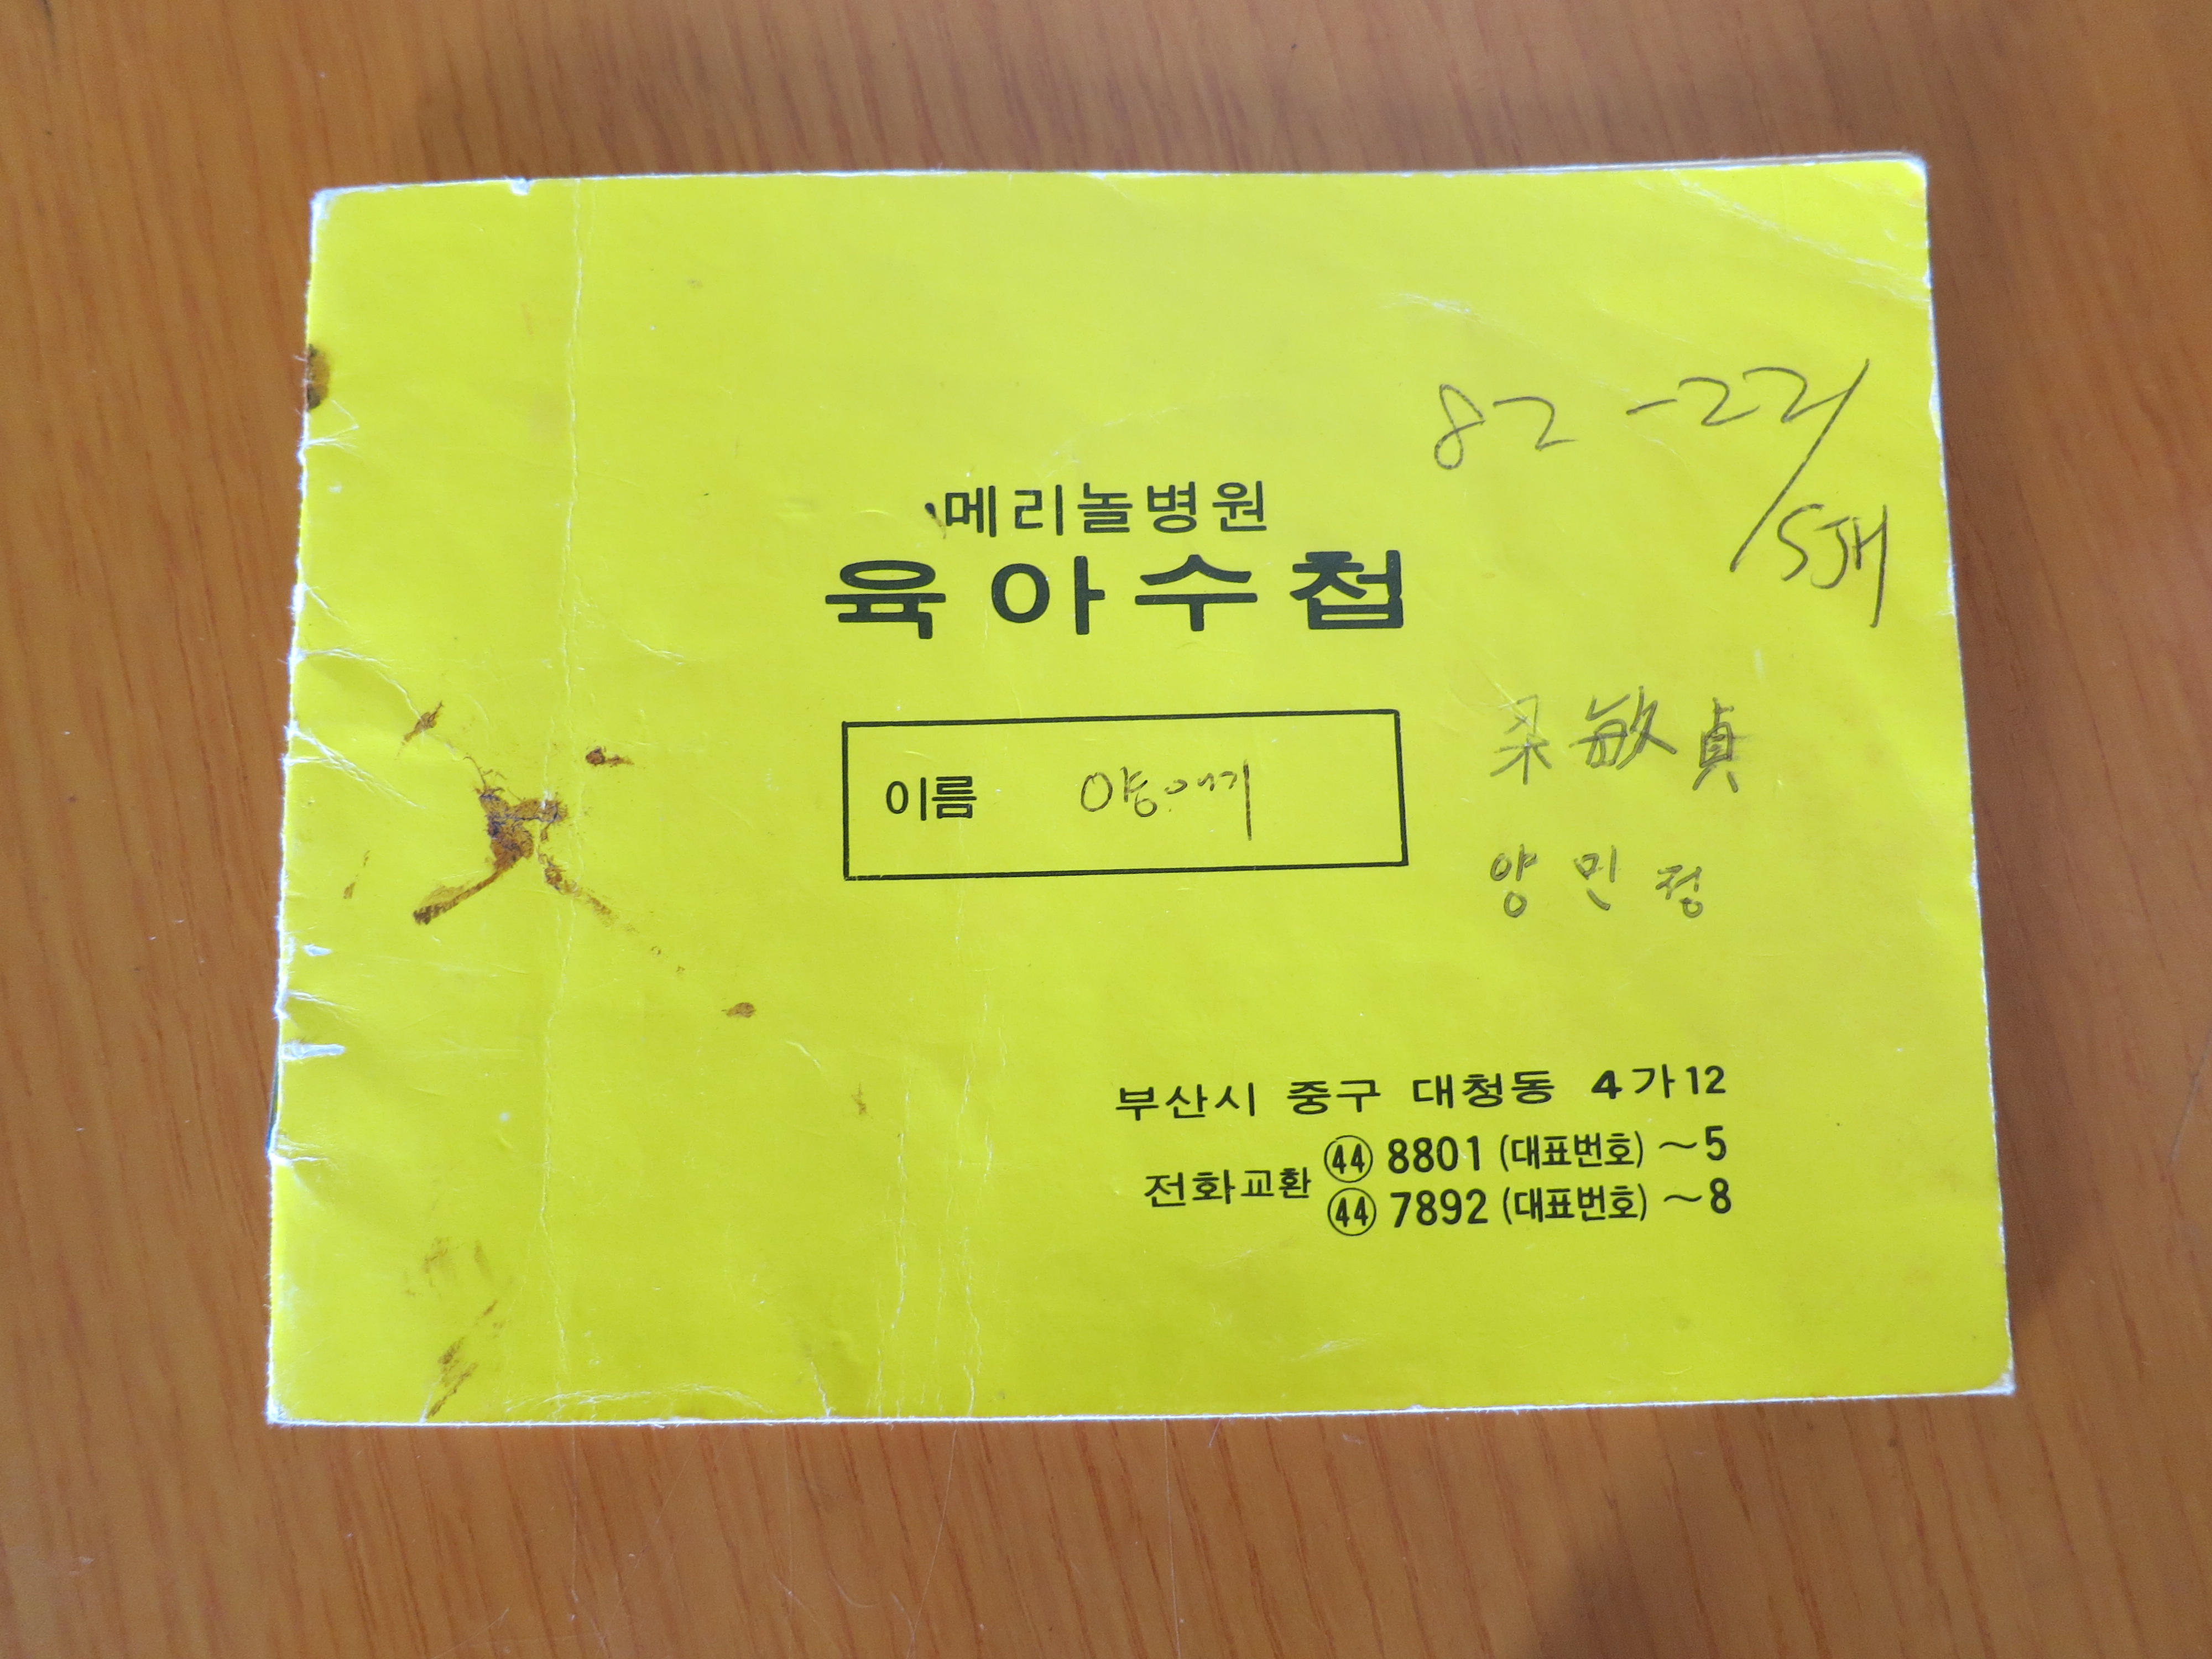 82-221
SJH
메리놀병원
육아수첩
이름 양애기
敏貞
양민정
부산시 중구 대청동 4가12
전화교환 ㊹ 8801 (대표번호) ~5
㊹ 7892 (대표번호) ~8